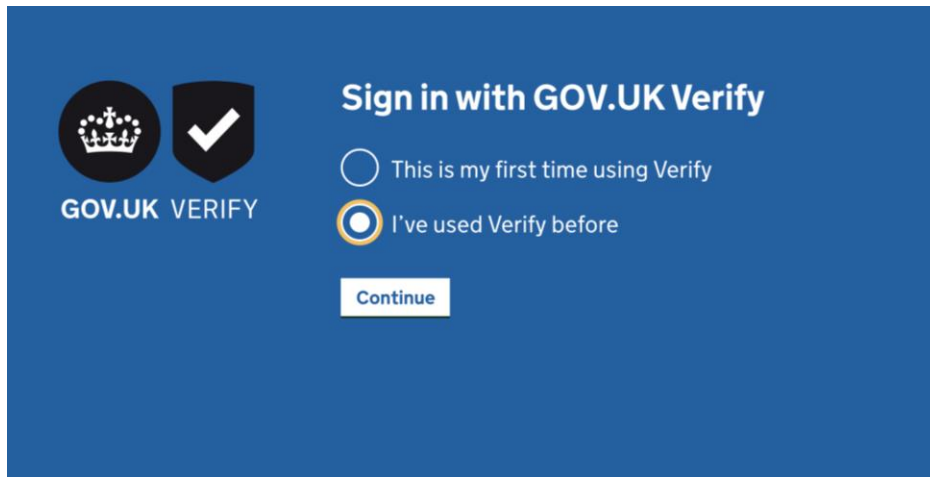 Sign in with GOV.UK Verify
This is my first time using Verify
GOV.UK VERIFY
I've used Verify before
Continue